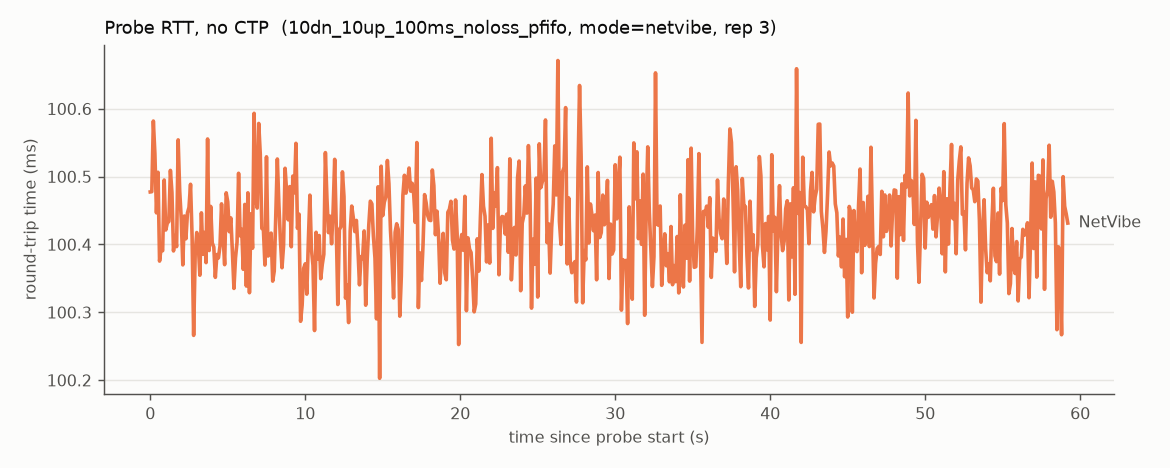 Probe RTT, no CTP (10dn_10up_100ms_noloss_pfifo, mode=netvibe, rep 3)
round-trip time (ms)
100.6
100.5
100.4
100.3
100.2
NetVibe
0 10 20 30 40 50 60
time since probe start (s)